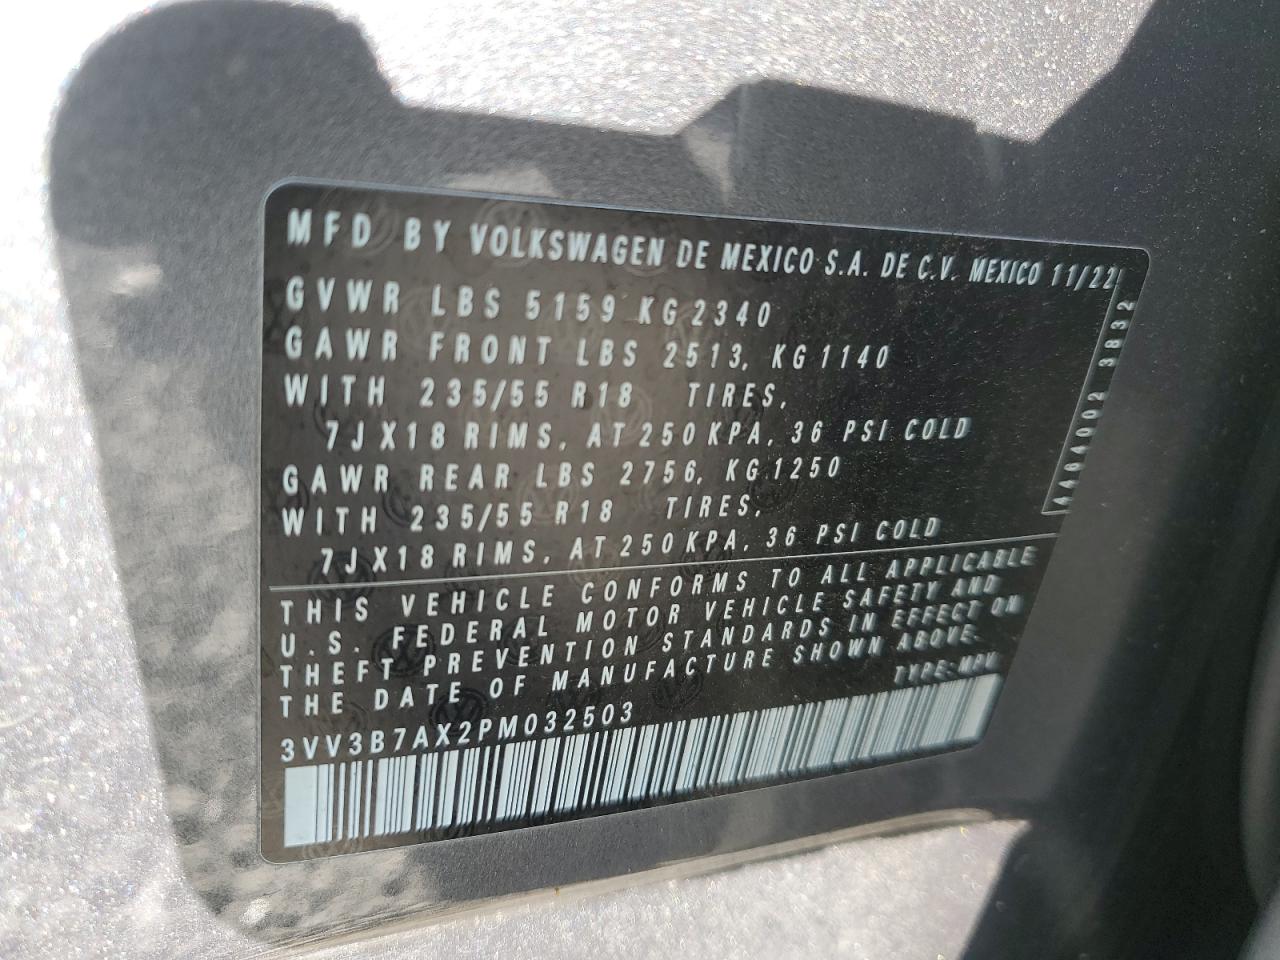 MFD BY VOLKSWAGEN DE MEXICO S.A. DE C.V. MEXICO 11/22
GVWR LBS 5159 KG 2340
GAWR FRONT LBS 2513, KG 1140
WITH 235/55 R18 TIRES,
7JX18 RIMS, AT 250 KPA, 36 PSI COLD
GAWR REAR LBS 2756, KG 1250
WITH 235/55 R18 TIRES,
7JX18 RIMS, AT 250 KPA, 36 PSI COLD
THIS VEHICLE CONFORMS TO ALL APPLICABLE
U.S. FEDERAL MOTOR VEHICLE SAFETY AND
THEFT PREVENTION STANDARDS IN EFFECT ON
THE DATE OF MANUFACTURE SHOWN ABOVE.
TYPE:MPV
3VV3B7AX2PM032503
3832